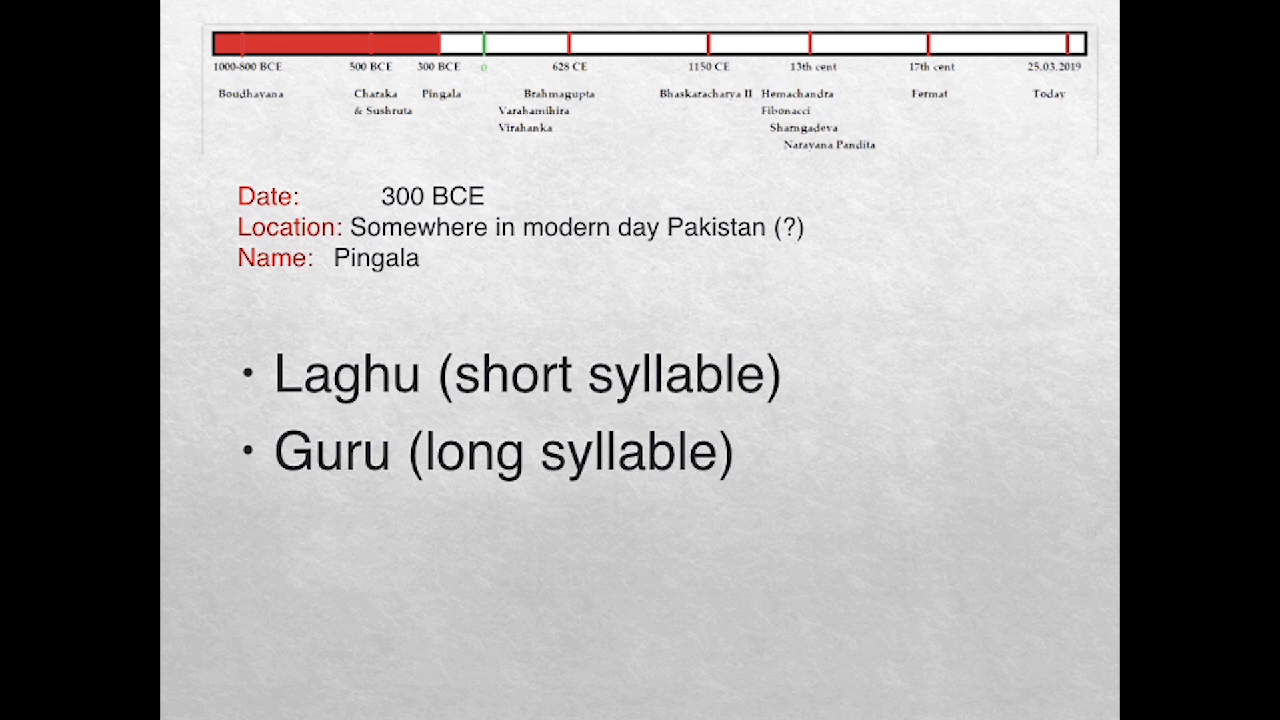 1000-800 BCE 500 BCE 300 BCE 0 628 CE 1150 CE 13th cent 17th cent 25.03.2019
Boudhayana Charaka Pingala Brahmagupta Bhaskaracharya II Hemachandra Fermat Today
& Sushruta Varahamihira Fibonacci
Virahanka Sharngadeva
Narayana Pandita
Date: 300 BCE
Location: Somewhere in modern day Pakistan (?)
Name: Pingala
• Laghu (short syllable)
• Guru (long syllable)